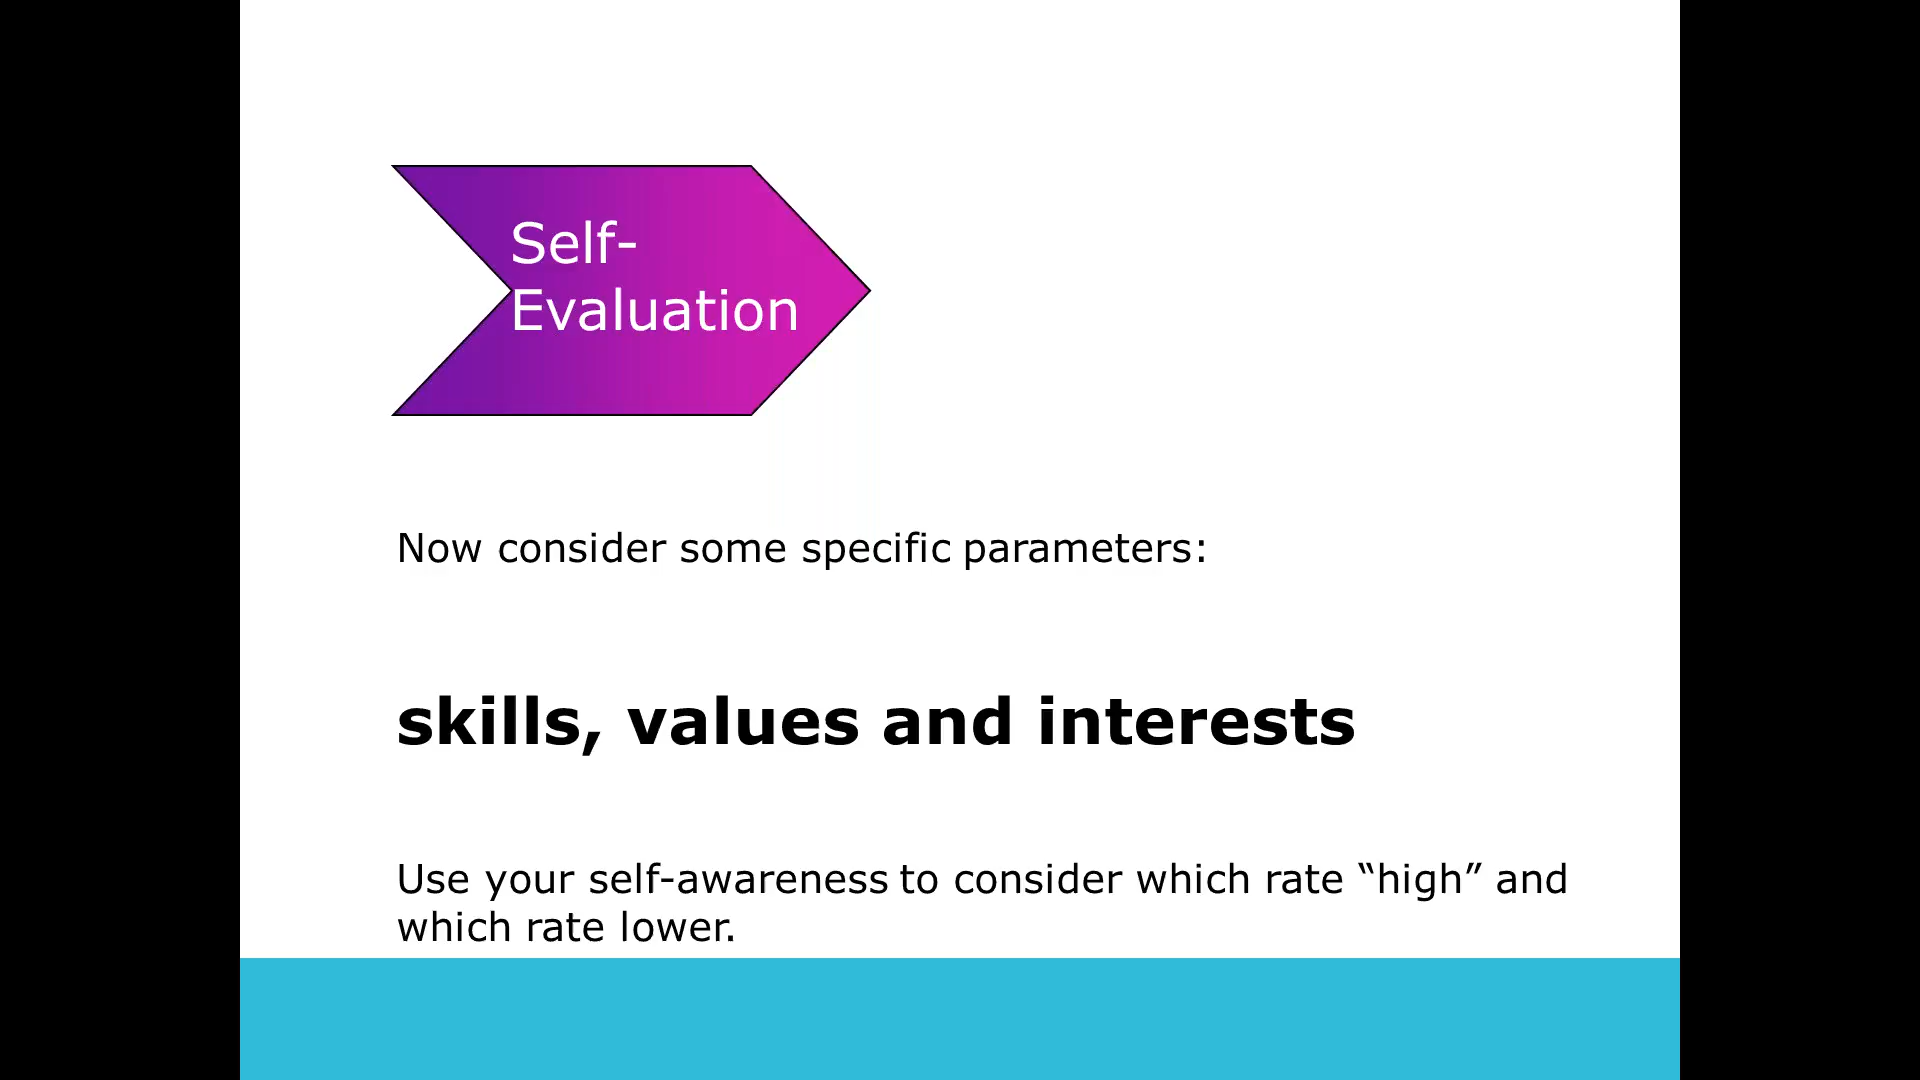 Self-
Evaluation
Now consider some specific parameters:
skills, values and interests
Use your self-awareness to consider which rate “high” and
which rate lower.